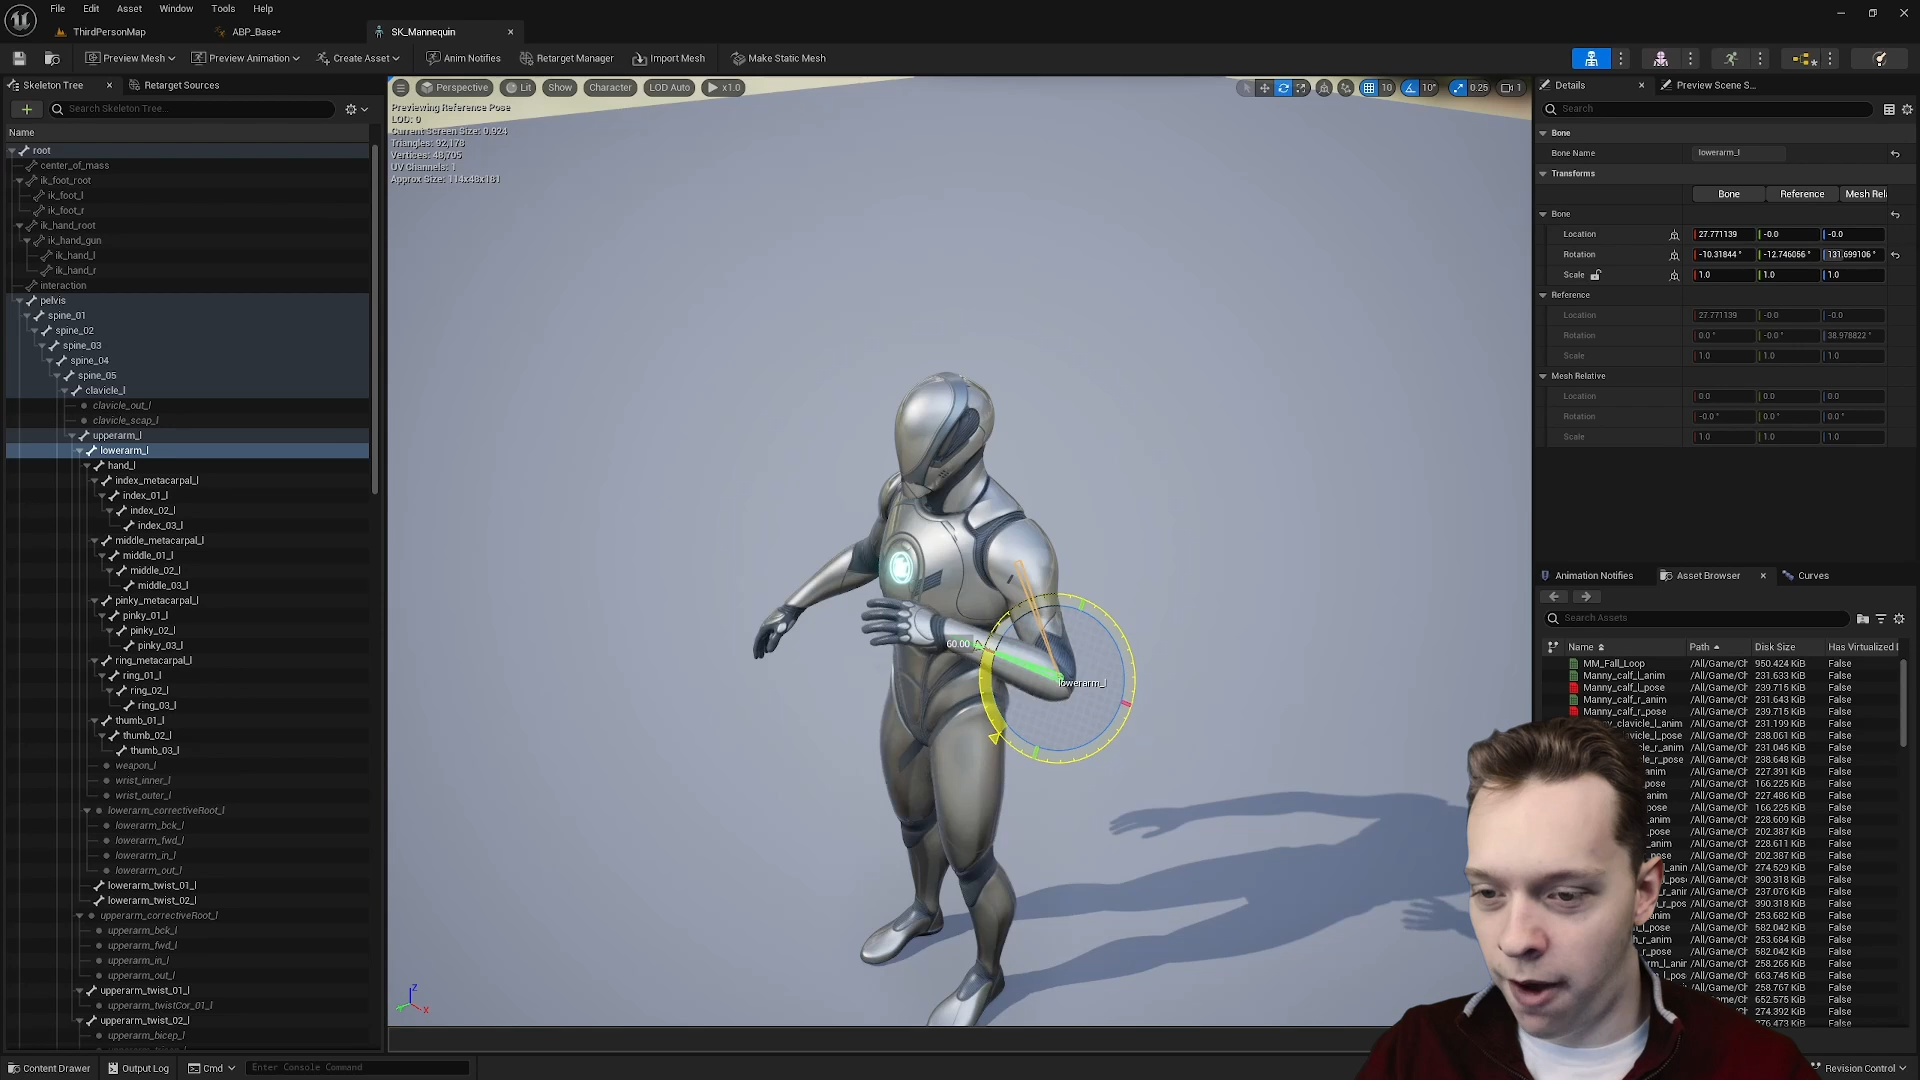 File Edit Asset Window Tools Help
ThirdPersonMap ABP_Base* SK_Mannequin
Preview Mesh Preview Animation Create Asset Anim Notifies Retarget Manager Import Mesh Make Static Mesh
Skeleton Tree Retarget Sources
Search Skeleton Tree...
Name
root
center_of_mass
ik_foot_root
ik_foot_l
ik_foot_r
ik_hand_root
ik_hand_gun
ik_hand_l
ik_hand_r
interaction
pelvis
spine_01
spine_02
spine_03
spine_04
spine_05
clavicle_l
clavicle_out_l
clavicle_scap_l
upperarm_l
lowerarm_l
hand_l
index_metacarpal_l
index_01_l
index_02_l
index_03_l
middle_metacarpal_l
middle_01_l
middle_02_l
middle_03_l
pinky_metacarpal_l
pinky_01_l
pinky_02_l
pinky_03_l
ring_metacarpal_l
ring_01_l
ring_02_l
ring_03_l
thumb_01_l
thumb_02_l
thumb_03_l
weapon_l
wrist_inner_l
wrist_outer_l
lowerarm_correctiveRoot_l
lowerarm_bck_l
lowerarm_fwd_l
lowerarm_in_l
lowerarm_out_l
lowerarm_twist_01_l
lowerarm_twist_02_l
upperarm_correctiveRoot_l
upperarm_bck_l
upperarm_fwd_l
upperarm_in_l
upperarm_out_l
upperarm_twist_01_l
upperarm_twistCor_01_l
upperarm_twist_02_l
upperarm_bicep_l
Perspective Lit Show Character LOD Auto x1.0 10 10° 0.25 1
Previewing Reference Pose
LOD: 0
Current Screen Size: 0.924
Triangles: 92,178
Vertices: 48,705
UV Channels: 1
Approx Size: 114x48x181
60.00
lowerarm_l
Z
X
Details Preview Scene S...
Search
Bone
Bone Name lowerarm_l
Transforms
Bone Reference Mesh Rel
Bone
Location 27.771139 -0.0 -0.0
Rotation -10.31844 ° -12.746056 ° 131.699106 °
Scale 1.0 1.0 1.0
Reference
Location 27.771139 -0.0 -0.0
Rotation 0.0 ° -0.0 ° 38.978822 °
Scale 1.0 1.0 1.0
Mesh Relative
Location 0.0 0.0 0.0
Rotation -0.0 ° 0.0 ° 0.0 °
Scale 1.0 1.0 1.0
Animation Notifies Asset Browser Curves
Search Assets
Name Path Disk Size Has Virtualized
MM_Fall_Loop /All/Game/Ch 950.424 KiB False
Manny_calf_l_anim /All/Game/Ch 231.633 KiB False
Manny_calf_l_pose /All/Game/Ch 239.715 KiB False
Manny_calf_r_anim /All/Game/Ch 231.643 KiB False
Manny_calf_r_pose /All/Game/Ch 239.715 KiB False
clavicle_l_anim /All/Game/Ch 231.199 KiB False
cle_l_pose /All/Game/Ch 238.061 KiB False
cle_r_anim /All/Game/Ch 231.045 KiB False
le_r_pose /All/Game/Ch 238.648 KiB False
anim /All/Game/Ch 227.391 KiB False
pose /All/Game/Ch 166.225 KiB False
anim /All/Game/Ch 227.486 KiB False
pose /All/Game/Ch 166.225 KiB False
anim /All/Game/Ch 228.609 KiB False
pose /All/Game/Ch 202.387 KiB False
anim /All/Game/Ch 228.611 KiB False
pose /All/Game/Ch 202.387 KiB False
anim /All/Game/Ch 274.529 KiB False
pose /All/Game/Ch 390.318 KiB False
anim /All/Game/Ch 237.076 KiB False
pose /All/Game/Ch 390.318 KiB False
anim /All/Game/Ch 253.682 KiB False
l_pose /All/Game/Ch 582.042 KiB False
r_anim /All/Game/Ch 253.684 KiB False
r_pose /All/Game/Ch 582.042 KiB False
/All/Game/Ch 258.265 KiB False
/All/Game/Ch 663.745 KiB False
/All/Game/Ch 258.767 KiB False
/All/Game/Ch 652.575 KiB False
/All/Game/Ch 274.392 KiB False
/All/Game/Ch 376.473 KiB False
Content Drawer Output Log Cmd Enter Console Command Revision Control